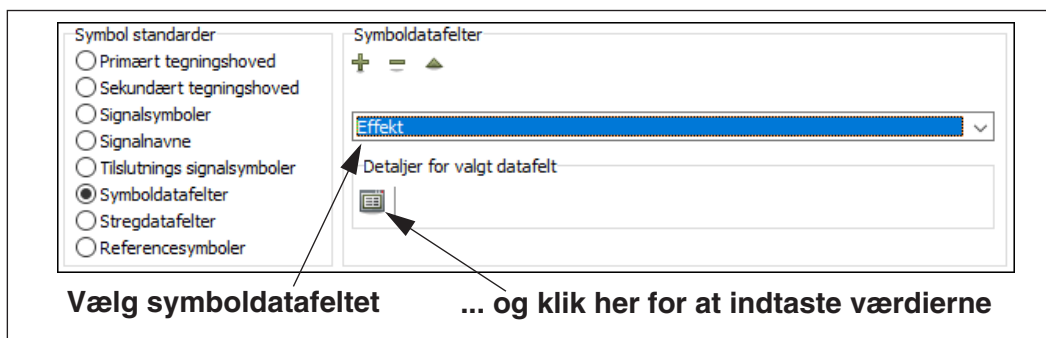 Symbol standarder
Primært tegningshoved
Sekundært tegningshoved
Signalsymboler
Signalnavne
Tilslutnings signalsymboler
Symboldatafelter
Stregdatafelter
Referencesymboler
Symboldatafelter
Effekt
Detaljer for valgt datafelt
Vælg symboldatafeltet
... og klik her for at indtaste værdierne